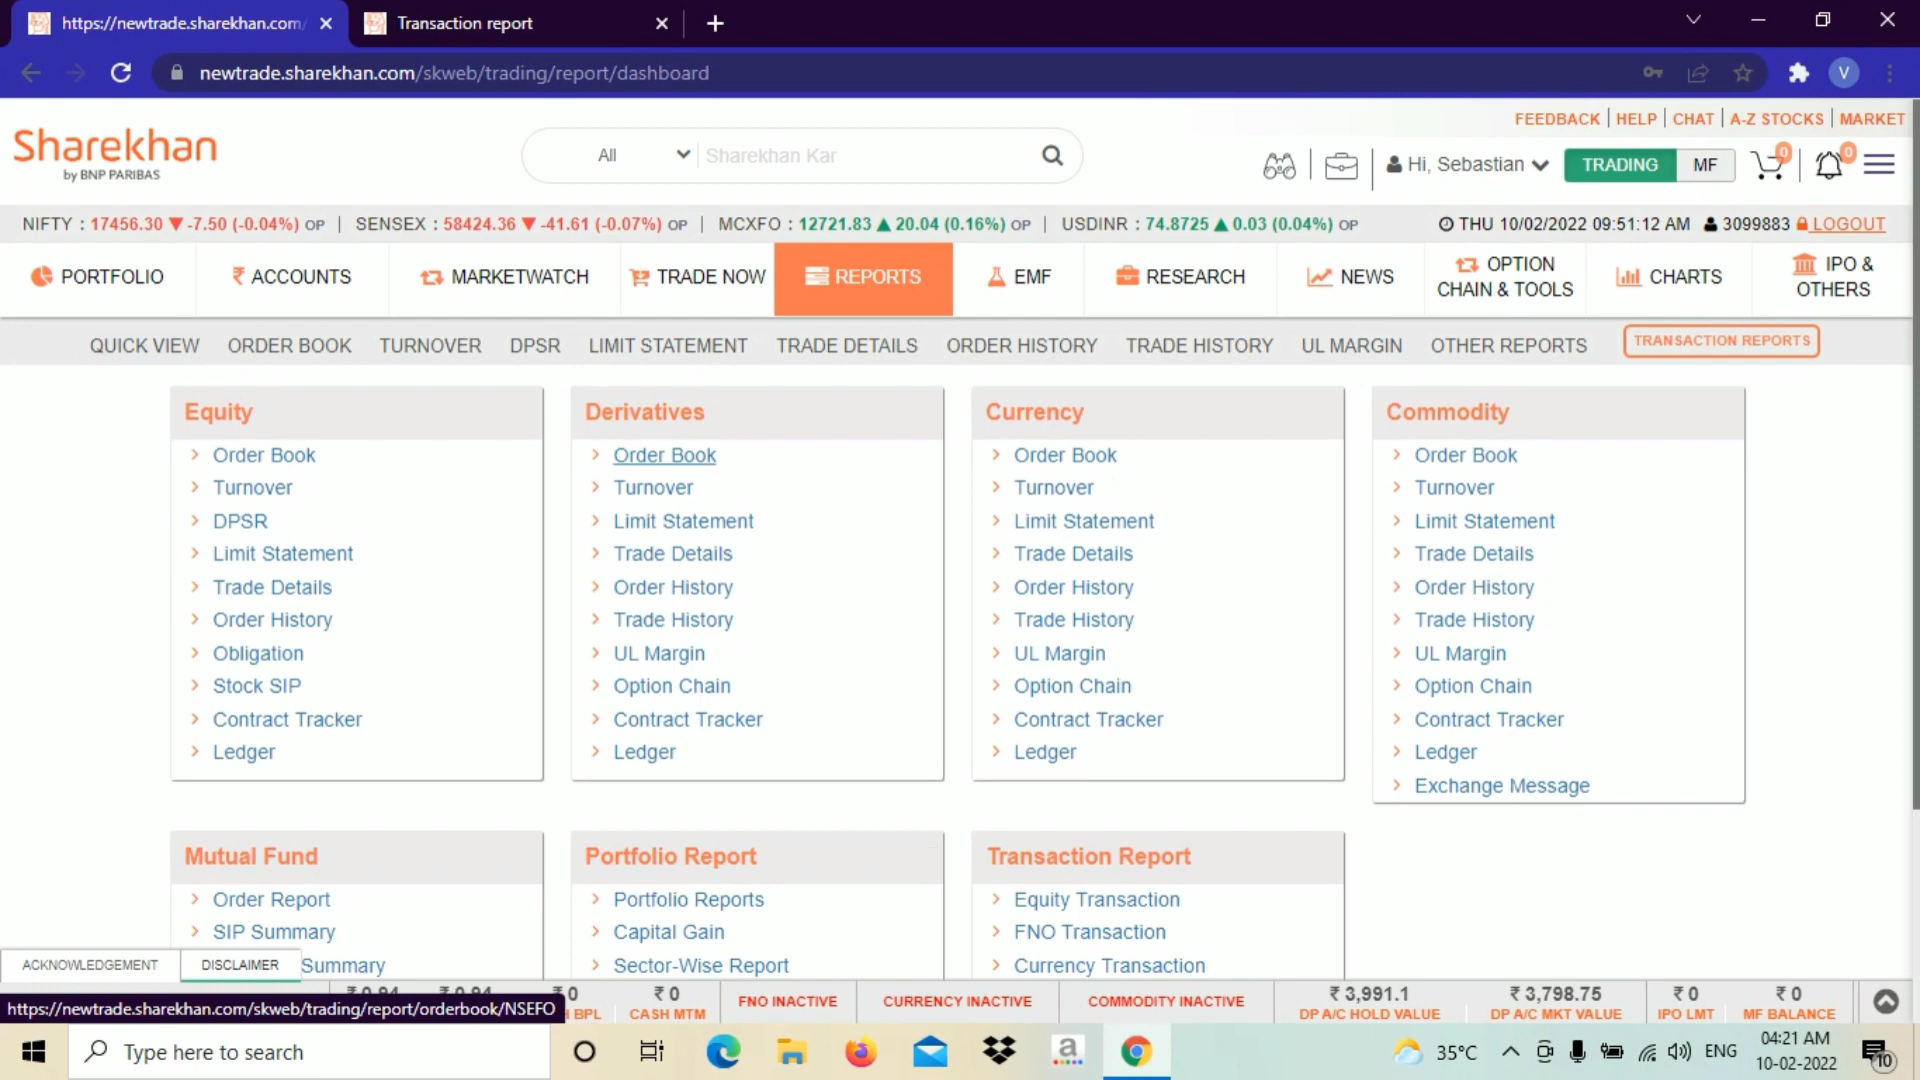 https://newtrade.sharekhan.com/
Transaction report
newtrade.sharekhan.com/skweb/trading/report/dashboard
V
FEEDBACK | HELP | CHAT | A-Z STOCKS | MARKET
Sharekhan
by BNP PARIBAS
All
Sharekhan Kar
Hi, Sebastian
TRADING
MF
0
0
NIFTY : 17456.30 ▼ -7.50 (-0.04%) OP | SENSEX : 58424.36 ▼ -41.61 (-0.07%) OP | MCXFO : 12721.83 ▲ 20.04 (0.16%) OP | USDINR : 74.8725 ▲ 0.03 (0.04%) OP
THU 10/02/2022 09:51:12 AM 3099883 LOGOUT
PORTFOLIO
₹ ACCOUNTS
MARKETWATCH
TRADE NOW
REPORTS
EMF
RESEARCH
NEWS
OPTION
CHAIN & TOOLS
CHARTS
IPO &
OTHERS
QUICK VIEW
ORDER BOOK
TURNOVER
DPSR
LIMIT STATEMENT
TRADE DETAILS
ORDER HISTORY
TRADE HISTORY
UL MARGIN
OTHER REPORTS
TRANSACTION REPORTS
Equity
Order Book
Turnover
DPSR
Limit Statement
Trade Details
Order History
Obligation
Stock SIP
Contract Tracker
Ledger
Derivatives
Order Book
Turnover
Limit Statement
Trade Details
Order History
Trade History
UL Margin
Option Chain
Contract Tracker
Ledger
Currency
Order Book
Turnover
Limit Statement
Trade Details
Order History
Trade History
UL Margin
Option Chain
Contract Tracker
Ledger
Commodity
Order Book
Turnover
Limit Statement
Trade Details
Order History
Trade History
UL Margin
Option Chain
Contract Tracker
Ledger
Exchange Message
Mutual Fund
Order Report
SIP Summary
Summary
Portfolio Report
Portfolio Reports
Capital Gain
Sector-Wise Report
Transaction Report
Equity Transaction
FNO Transaction
Currency Transaction
ACKNOWLEDGEMENT
DISCLAIMER
https://newtrade.sharekhan.com/skweb/trading/report/orderbook/NSEFO
₹ 0.94
₹ 0.94
₹ 0
BPL
₹ 0
CASH MTM
FNO INACTIVE
CURRENCY INACTIVE
COMMODITY INACTIVE
₹ 3,991.1
DP A/C HOLD VALUE
₹ 3,798.75
DP A/C MKT VALUE
₹ 0
IPO LMT
₹ 0
MF BALANCE
Type here to search
a
35°C
ENG
04:21 AM
10-02-2022
10